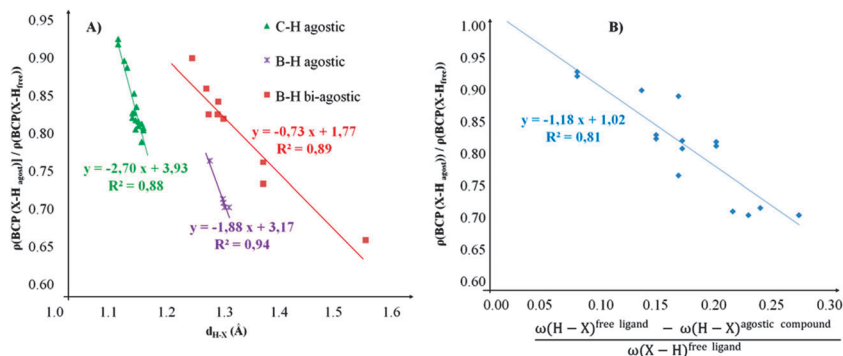 A)
C-H agostic
B-H agostic
B-H bi-agostic
0.95
0.90
0.85
0.80
0.75
0.70
0.65
0.60
ρ(BCP (X-H agost)] / ρ(BCP(X-Hfree))
y = -2,70 x + 3,93
R² = 0,88
y = -0,73 x + 1,77
R² = 0,89
y = -1,88 x + 3,17
R² = 0,94
1.0 1.1 1.2 1.3 1.4 1.5 1.6
dH-X (Å)
B)
1.00
0.95
0.90
0.85
0.80
0.75
0.70
0.65
0.60
ρ(BCP (X-H agost)) / ρ(BCP(X-Hfree))
y = -1,18 x + 1,02
R² = 0,81
0.00 0.05 0.10 0.15 0.20 0.25 0.30
ω(H − X)free ligand − ω(H − X)agostic compound
ω(X − H)free ligand